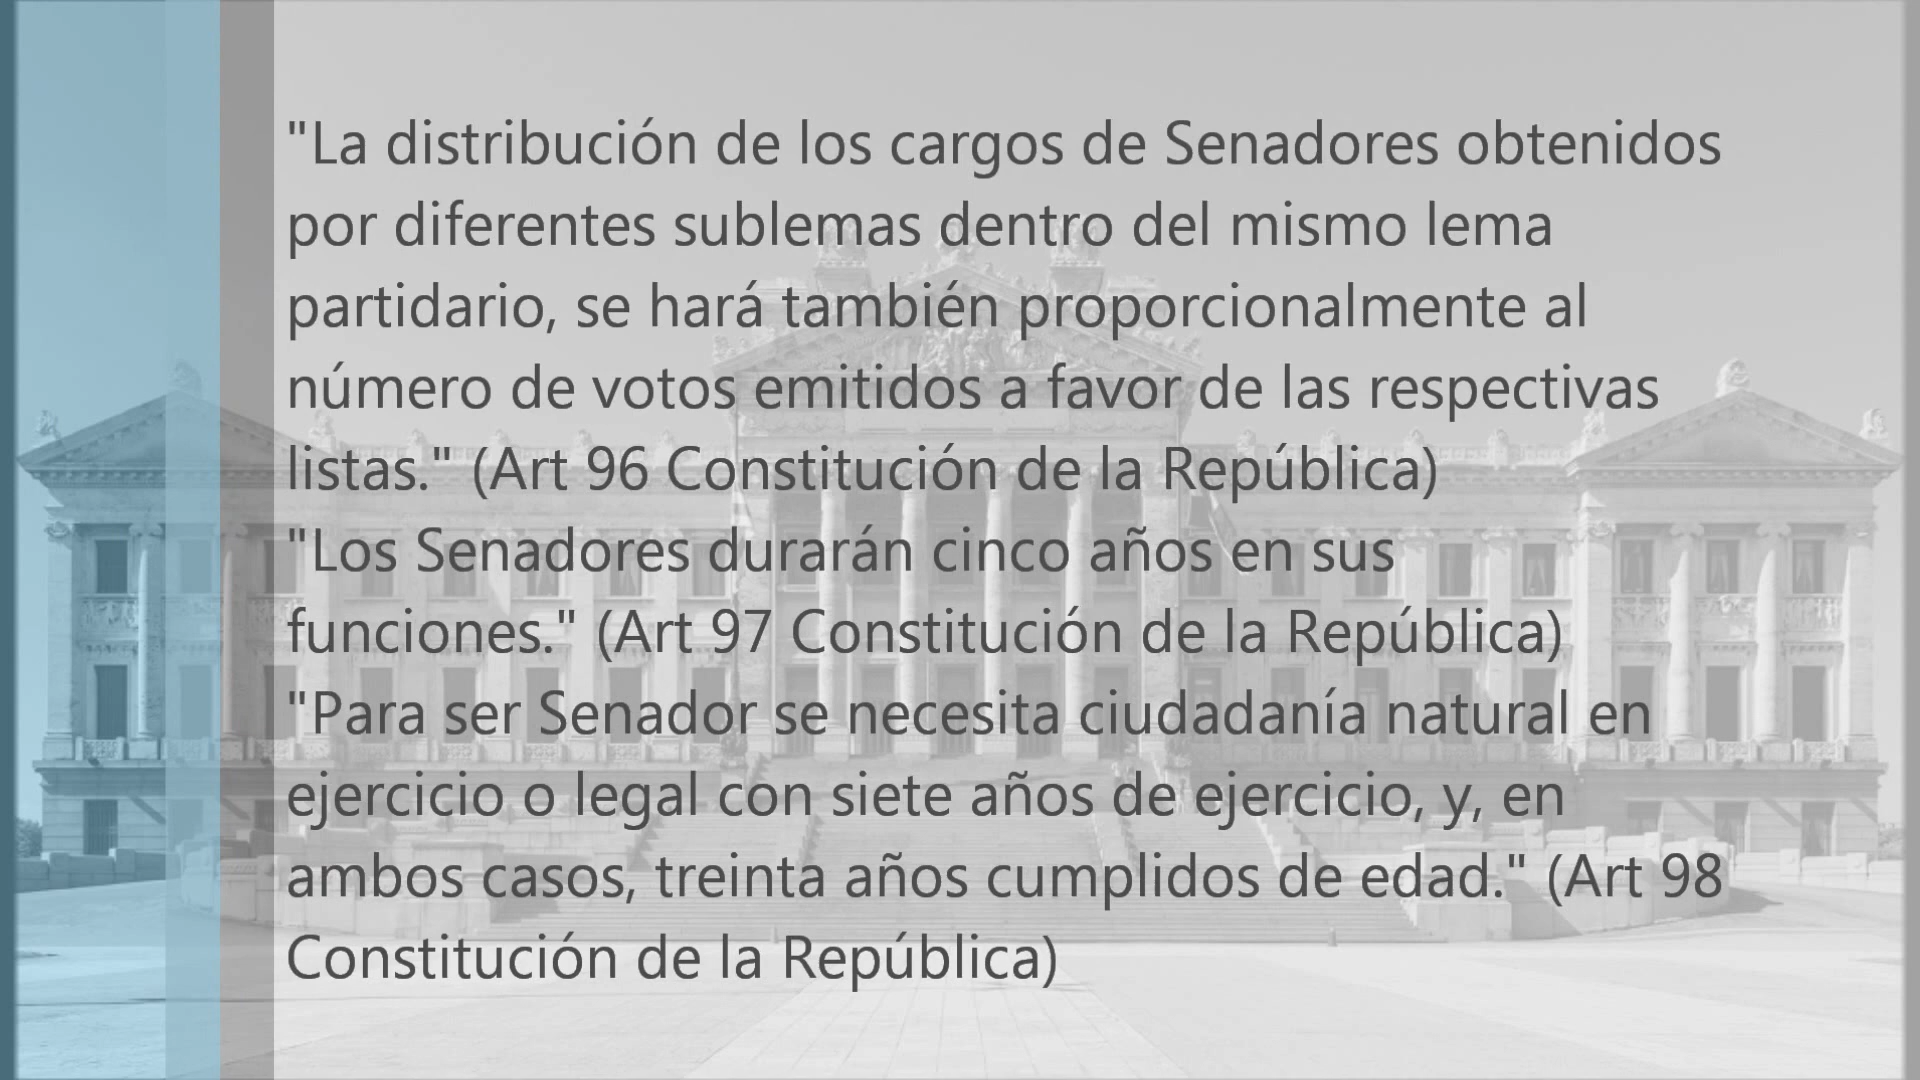 "La distribución de los cargos de Senadores obtenidos
por diferentes sublemas dentro del mismo lema
partidario, se hará también proporcionalmente al
número de votos emitidos a favor de las respectivas
listas." (Art 96 Constitución de la República)
"Los Senadores durarán cinco años en sus
funciones." (Art 97 Constitución de la República)
"Para ser Senador se necesita ciudadanía natural en
ejercicio o legal con siete años de ejercicio, y, en
ambos casos, treinta años cumplidos de edad." (Art 98
Constitución de la República)